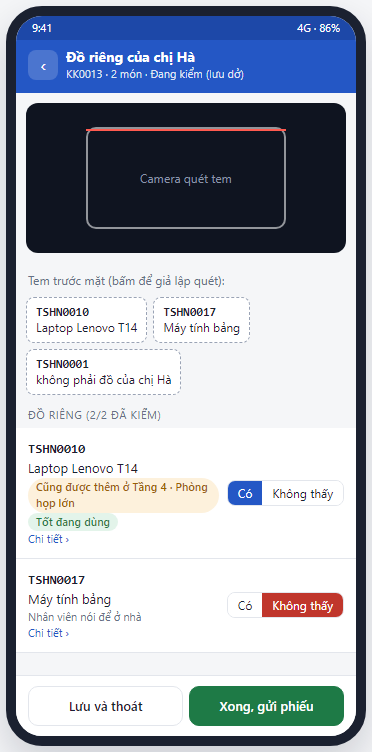 9:41
4G · 86%
‹
Đồ riêng của chị Hà
KK0013 · 2 món · Đang kiểm (lưu dở)
Camera quét tem
Tem trước mặt (bấm để giả lập quét):
TSHN0010
Laptop Lenovo T14
TSHN0017
Máy tính bảng
TSHN0001
không phải đồ của chị Hà
ĐỒ RIÊNG (2/2 ĐÃ KIỂM)
TSHN0010
Laptop Lenovo T14
Cũng được thêm ở Tầng 4 · Phòng
họp lớn
Tốt đang dùng
Chi tiết ›
Có
Không thấy
TSHN0017
Máy tính bảng
Nhân viên nói để ở nhà
Chi tiết ›
Có
Không thấy
Lưu và thoát
Xong, gửi phiếu